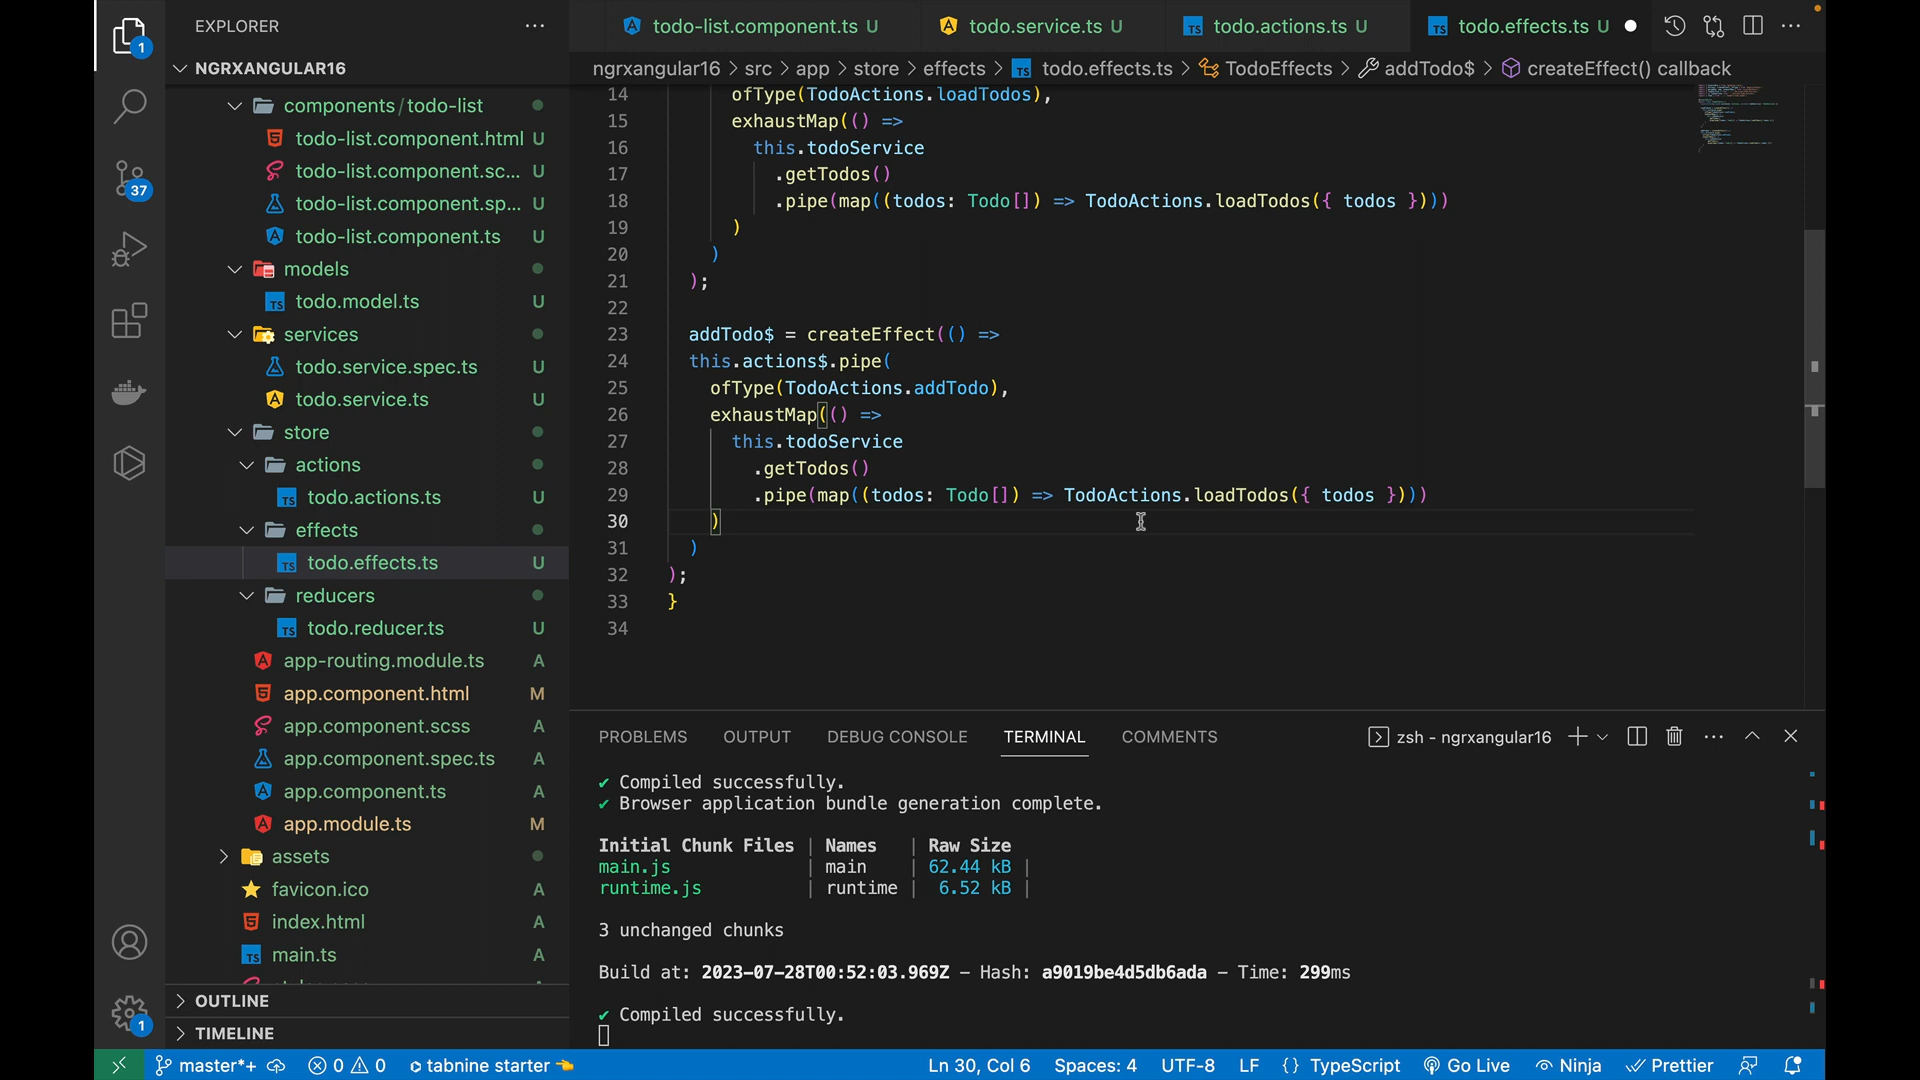 EXPLORER
todo-list.component.ts U
todo.service.ts U
TS todo.actions.ts U
TS todo.effects.ts U
NGRXANGULAR16
ngrxangular16 > src > app > store > effects > TS todo.effects.ts > TodoEffects > addTodo$ > createEffect() callback
1
37
components/todo-list
todo-list.component.html U
todo-list.component.sc... U
todo-list.component.sp... U
todo-list.component.ts U
models
TS todo.model.ts U
services
todo.service.spec.ts U
todo.service.ts U
store
actions
TS todo.actions.ts U
effects
TS todo.effects.ts U
reducers
TS todo.reducer.ts U
app-routing.module.ts A
app.component.html M
app.component.scss A
app.component.spec.ts A
app.component.ts A
app.module.ts M
assets
favicon.ico A
index.html A
TS main.ts A
OUTLINE
TIMELINE
1
14 ofType(TodoActions.loadTodos),
15 exhaustMap(() =>
16 this.todoService
17 .getTodos()
18 .pipe(map((todos: Todo[]) => TodoActions.loadTodos({ todos })))
19 )
20 )
21 );
22
23 addTodo$ = createEffect(() =>
24 this.actions$.pipe(
25 ofType(TodoActions.addTodo),
26 exhaustMap(() =>
27 this.todoService
28 .getTodos()
29 .pipe(map((todos: Todo[]) => TodoActions.loadTodos({ todos })))
30 )
31 )
32 );
33 }
34
PROBLEMS OUTPUT DEBUG CONSOLE TERMINAL COMMENTS
zsh - ngrxangular16
✔ Compiled successfully.
✔ Browser application bundle generation complete.
Initial Chunk Files | Names | Raw Size
main.js | main | 62.44 kB |
runtime.js | runtime | 6.52 kB |
3 unchanged chunks
Build at: 2023-07-28T00:52:03.969Z - Hash: a9019be4d5db6ada - Time: 299ms
✔ Compiled successfully.
master*+ 0 0 tabnine starter Ln 30, Col 6 Spaces: 4 UTF-8 LF {} TypeScript Go Live Ninja Prettier